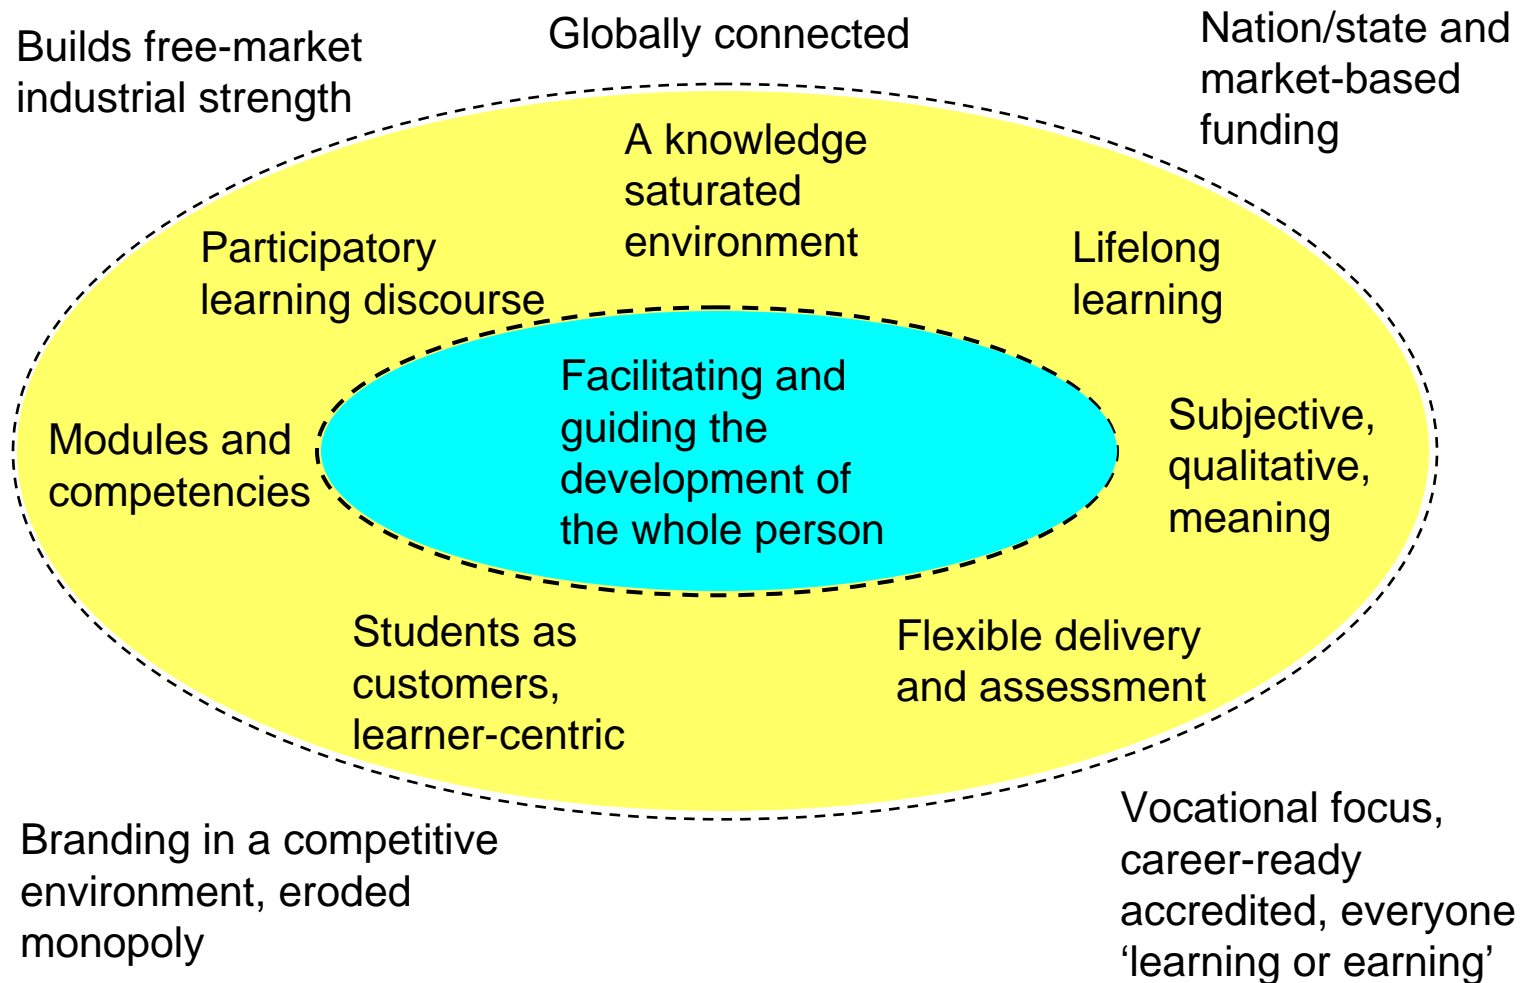 Builds free-market
industrial strength
Globally connected
Nation/state and
market-based
funding
A knowledge
saturated
environment
Participatory
learning discourse
Lifelong
learning
Facilitating and
guiding the
development of
the whole person
Modules and
competencies
Subjective,
qualitative,
meaning
Students as
customers,
learner-centric
Flexible delivery
and assessment
Branding in a competitive
environment, eroded
monopoly
Vocational focus,
career-ready
accredited, everyone
‘learning or earning’